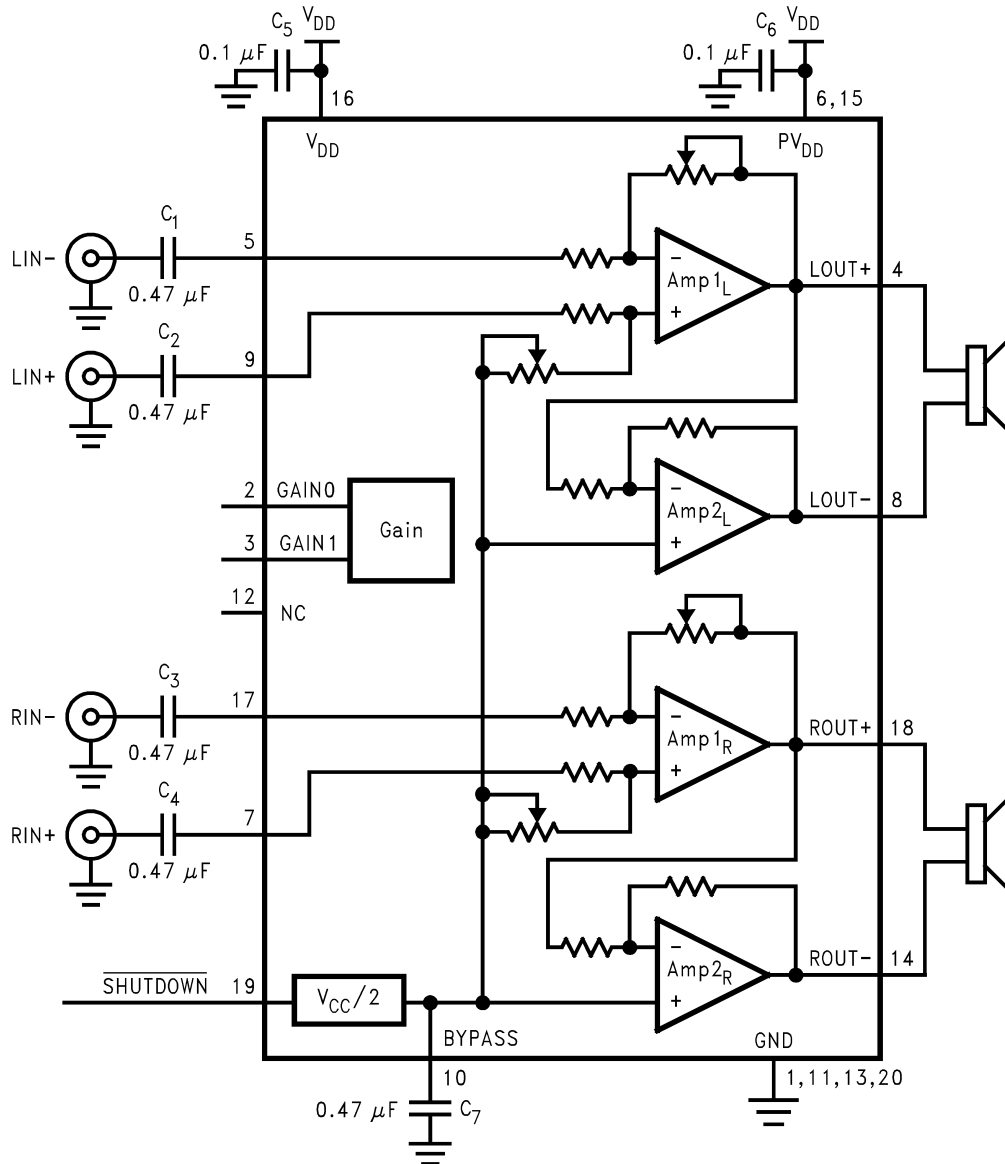 C5 VDD
0.1 μF
16
VDD
C6 VDD
0.1 μF
6,15
PVDD
LIN-
C1
0.47 μF
5
LIN+
C2
0.47 μF
9
-
Amp1L
+
LOUT+ 4
-
Amp2L
+
LOUT- 8
2 GAIN0
3 GAIN1
Gain
12 NC
RIN-
C3
0.47 μF
17
RIN+
C4
0.47 μF
7
-
Amp1R
+
ROUT+ 18
-
Amp2R
+
ROUT- 14
SHUTDOWN 19
VCC/2
BYPASS
10
0.47 μF C7
GND
1,11,13,20